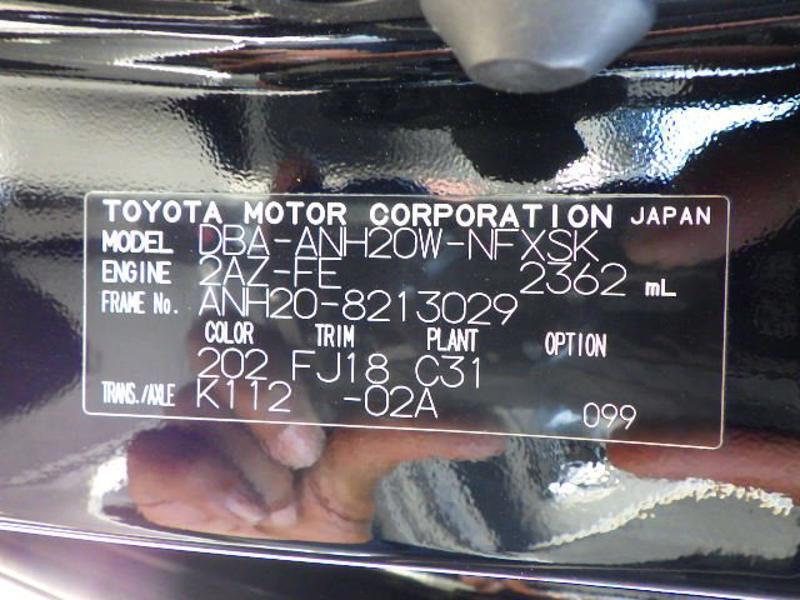 TOYOTA MOTOR CORPORATION JAPAN
MODEL DBA-ANH20W-NFXSK
ENGINE 2AZ-FE 2362 mL
FRAME No. ANH20-8213029
COLOR TRIM PLANT OPTION
202 FJ18 C31
TRANS./AXLE K112 -02A 099